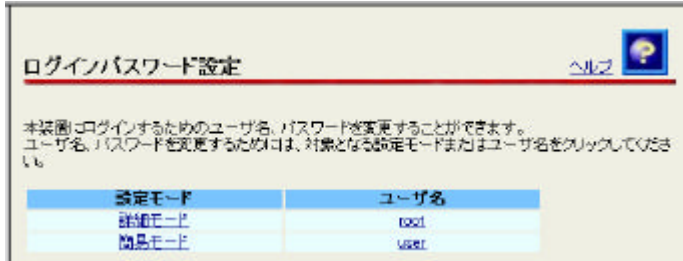 ログインパスワード設定
ヘルプ
本装置にログインするためのユーザ名、パスワードを変更することができます。
ユーザ名、パスワードを変更するためには、対象となる設定モードまたはユーザ名をクリックしてくださ
い。
設定モード ユーザ名
詳細モード root
簡易モード user